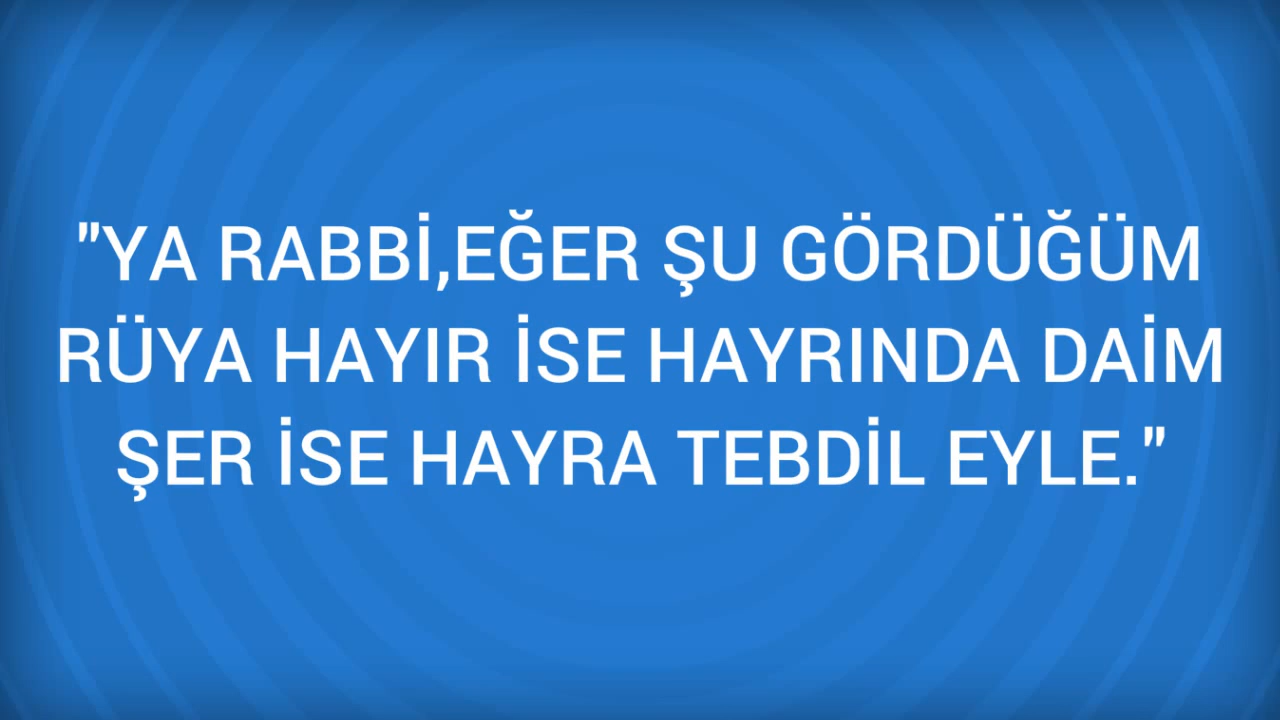 "YA RABBİ,EĞER ŞU GÖRDÜĞÜM
RÜYA HAYIR İSE HAYRINDA DAİM
ŞER İSE HAYRA TEBDİL EYLE."